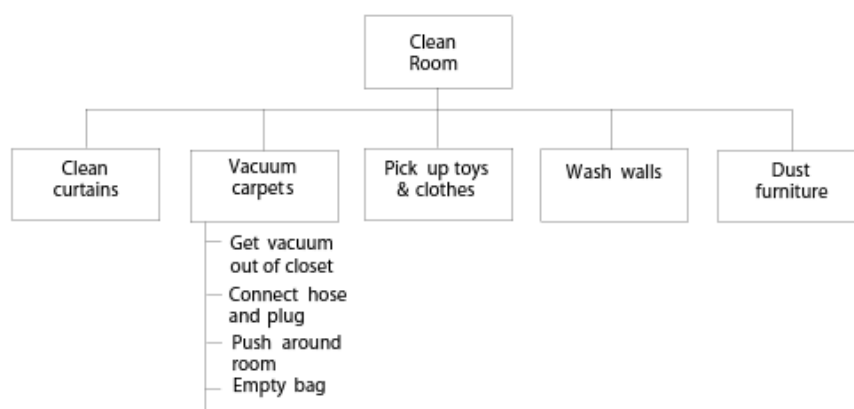 Clean
Room
Clean
curtains
Vacuum
carpets
Pick up toys
& clothes
Wash walls
Dust
furniture
Get vacuum
out of closet
Connect hose
and plug
Push around
room
Empty bag